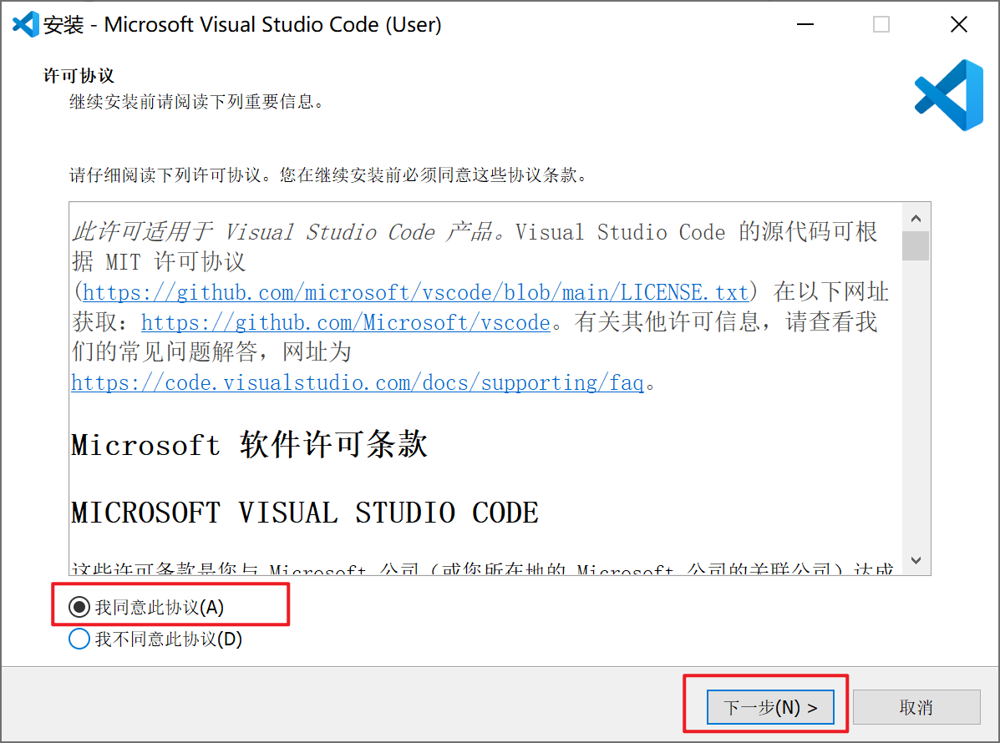 安装 - Microsoft Visual Studio Code (User)
许可协议
继续安装前请阅读下列重要信息。
请仔细阅读下列许可协议。您在继续安装前必须同意这些协议条款。
此许可适用于 Visual Studio Code 产品。Visual Studio Code 的源代码可根
据 MIT 许可协议
(https://github.com/microsoft/vscode/blob/main/LICENSE.txt) 在以下网址
获取：https://github.com/Microsoft/vscode。有关其他许可信息，请查看我
们的常见问题解答，网址为
https://code.visualstudio.com/docs/supporting/faq。
Microsoft 软件许可条款
MICROSOFT VISUAL STUDIO CODE
这些许可条款是您与 Microsoft 公司（或您所在地的 Microsoft 公司的关联公司）达成
我同意此协议(A)
我不同意此协议(D)
下一步(N) >
取消